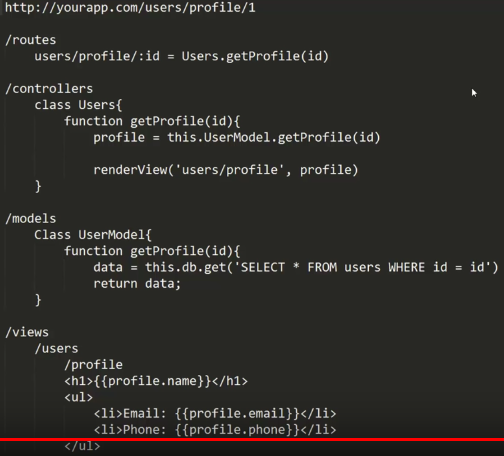 http://yourapp.com/users/profile/1
/routes
users/profile/:id = Users.getProfile(id)
/controllers
class Users{
function getProfile(id){
profile = this.UserModel.getProfile(id)
renderView('users/profile', profile)
}
/models
Class UserModel{
function getProfile(id){
data = this.db.get('SELECT * FROM users WHERE id = id')
return data;
}
/views
/users
/profile
<h1>{{profile.name}}</h1>
<ul>
<li>Email: {{profile.email}}</li>
<li>Phone: {{profile.phone}}</li>
</ul>